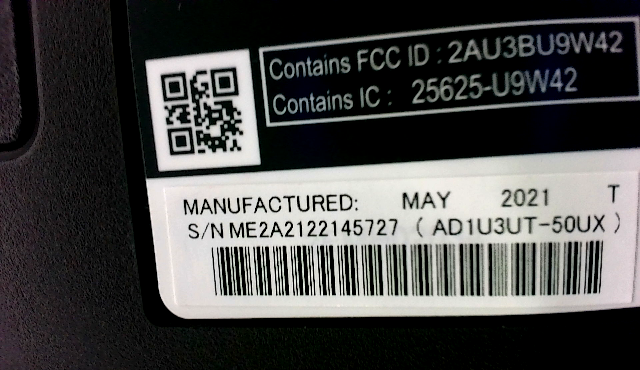 Contains FCC ID : 2AU3BU9W42
Contains IC : 25625-U9W42
MANUFACTURED: MAY 2021 T
S/N ME2A2122145727 ( AD1U3UT-50UX )